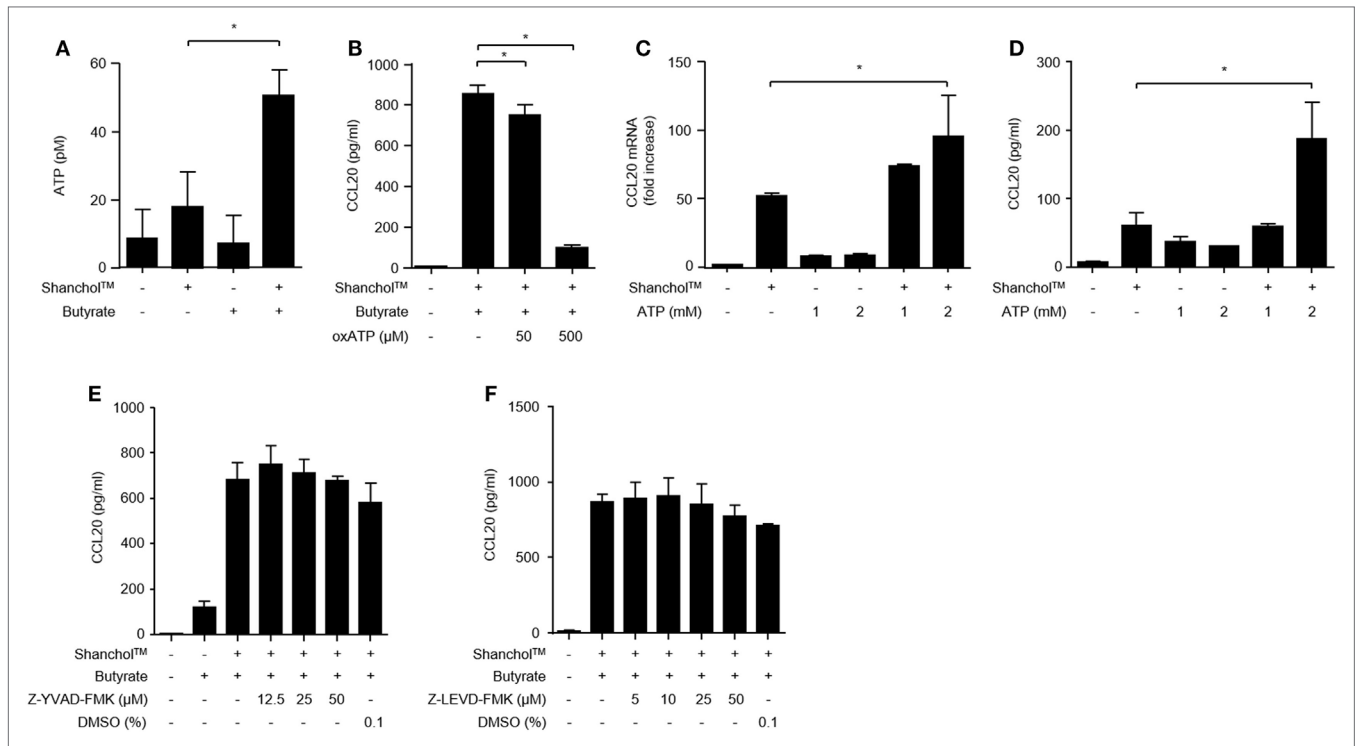 A
*
60
40
20
0
ATP (pM)
Shanchol™ - + - +
Butyrate - - + +
B
*
*
1000
800
600
400
200
0
CCL20 (pg/ml)
Shanchol™ - + + +
Butyrate - + + +
oxATP (µM) - - 50 500
C
*
150
100
50
0
CCL20 mRNA
(fold increase)
Shanchol™ - + - - + +
ATP (mM) - - 1 2 1 2
D
*
300
200
100
0
CCL20 (pg/ml)
Shanchol™ - + - - + +
ATP (mM) - - 1 2 1 2
E
1000
800
600
400
200
0
CCL20 (pg/ml)
Shanchol™ - - + + + + +
Butyrate - + + + + + +
Z-YVAD-FMK (µM) - - - 12.5 25 50 -
DMSO (%) - - - - - - 0.1
F
1500
1000
500
0
CCL20 (pg/ml)
Shanchol™ - + + + + + +
Butyrate - + + + + + +
Z-LEVD-FMK (µM) - - 5 10 25 50 -
DMSO (%) - - - - - - 0.1